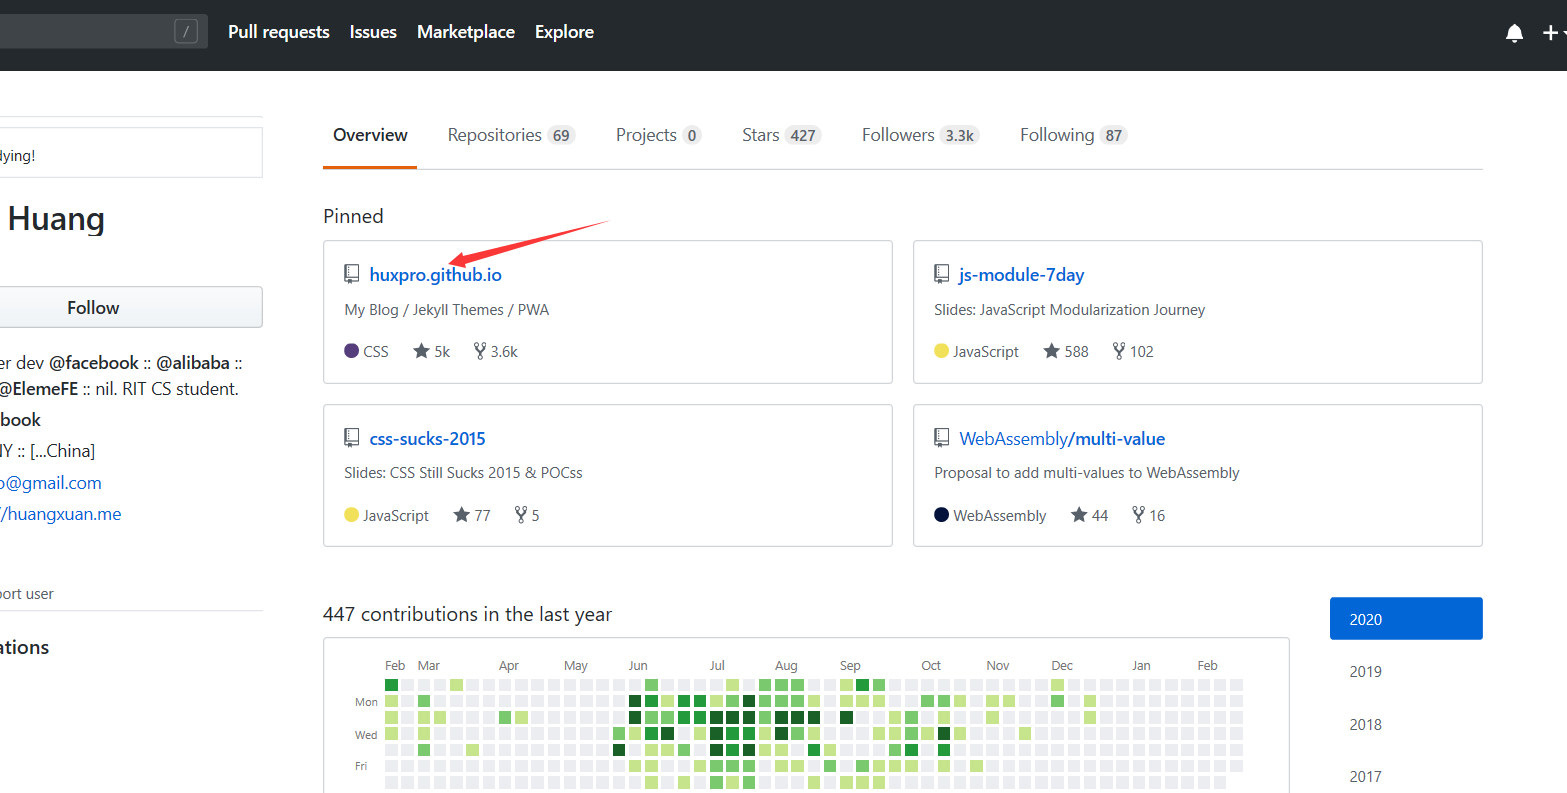 / Pull requests Issues Marketplace Explore
Overview Repositories 69 Projects 0 Stars 427 Followers 3.3k Following 87
dying!
Huang
Follow
er dev @facebook :: @alibaba ::
@ElemeFE :: nil. RIT CS student.
book
NY :: [...China]
o@gmail.com
/huangxuan.me
port user
ations
Pinned
huxpro.github.io
My Blog / Jekyll Themes / PWA
CSS 5k 3.6k
js-module-7day
Slides: JavaScript Modularization Journey
JavaScript 588 102
css-sucks-2015
Slides: CSS Still Sucks 2015 & POCss
JavaScript 77 5
WebAssembly/multi-value
Proposal to add multi-values to WebAssembly
WebAssembly 44 16
447 contributions in the last year
Feb Mar Apr May Jun Jul Aug Sep Oct Nov Dec Jan Feb
Mon
Wed
Fri
2020
2019
2018
2017